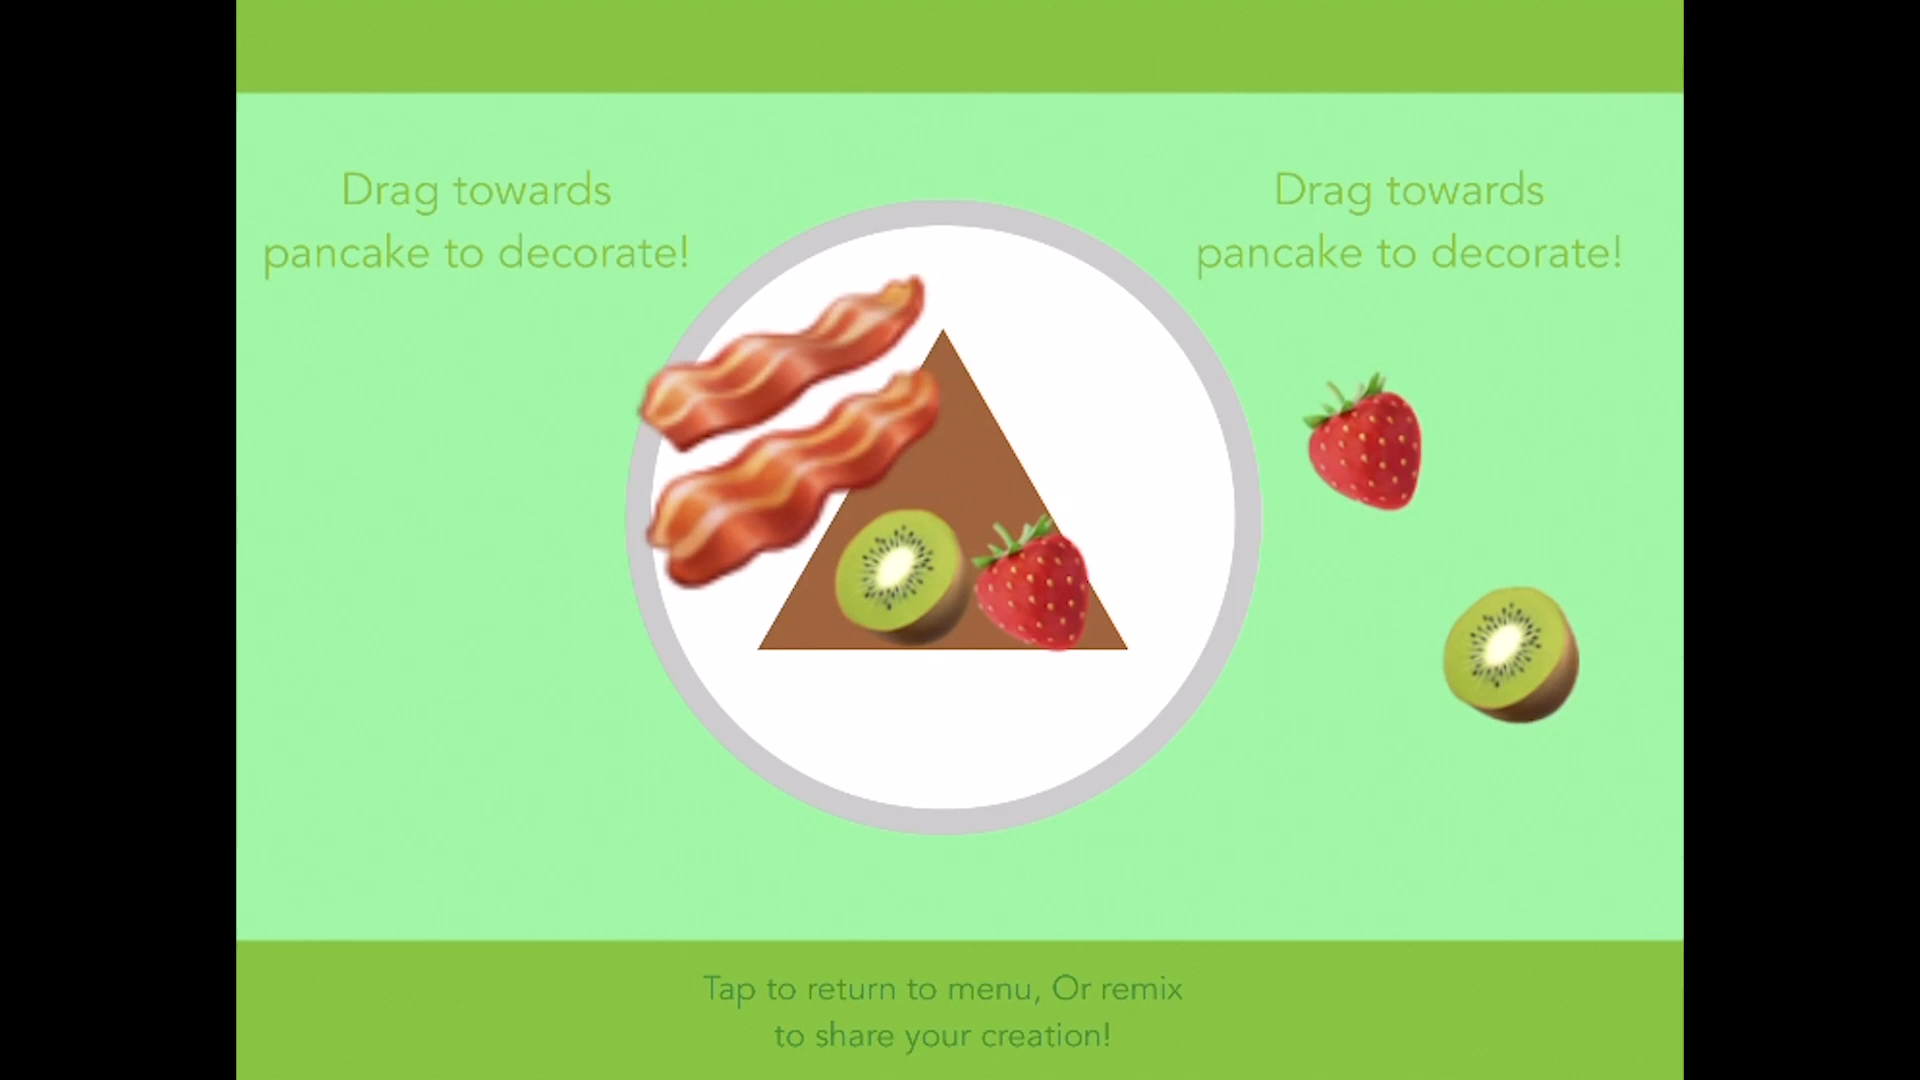 Drag towards
pancake to decorate!
Drag towards
pancake to decorate!
Tap to return to menu, Or remix
to share your creation!